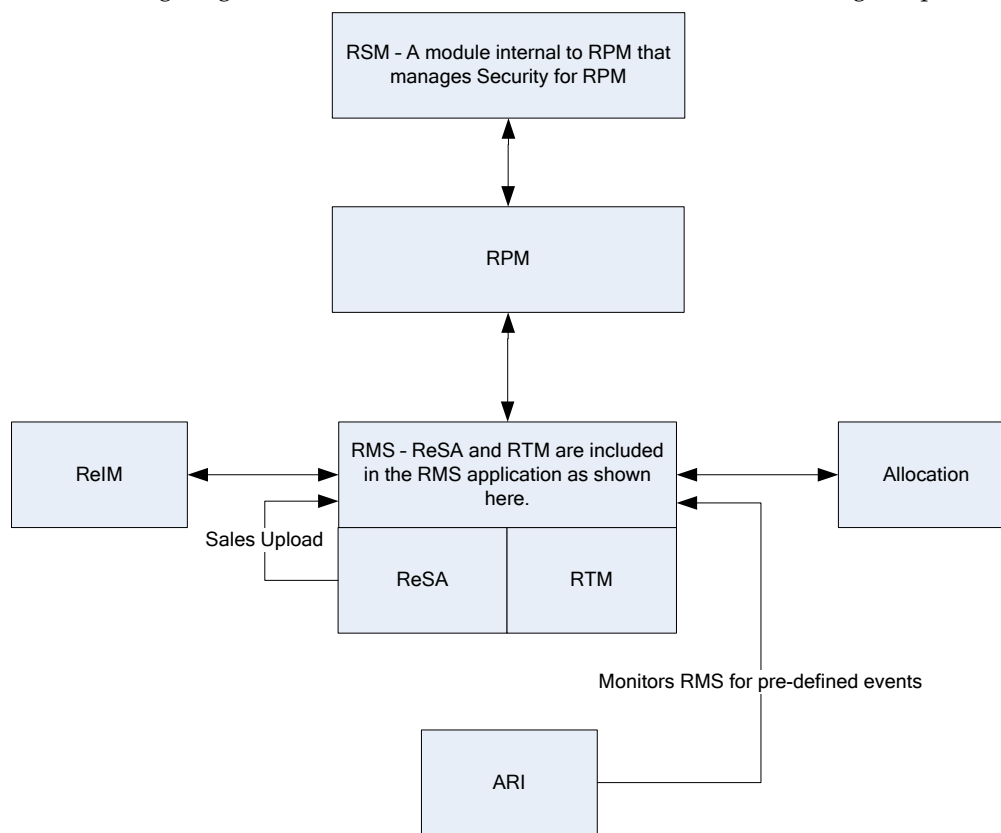 RSM - A module internal to RPM that
manages Security for RPM
RPM
ReIM
RMS - ReSA and RTM are included
in the RMS application as shown
here.
Allocation
Sales Upload
ReSA
RTM
Monitors RMS for pre-defined events
ARI